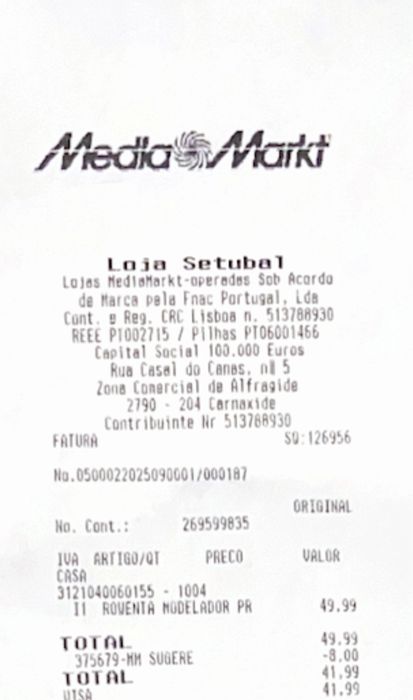 Media Markt
Loja Setubal
Lojas MediaMarkt-operadas Sob Acordo
de Marca pela Fnac Portugal, Lda
Cont. e Reg. CRC Lisboa n. 513788930
REEE PT002715 / Pilhas PT06001466
Capital Social 100.000 Euros
Rua Casal do Canas, nº 5
Zona Comercial de Alfragide
2790 - 204 Carnaxide
Contribuinte Nr 513788930
FATURA SQ:126956
No.0500022025090001/000187
ORIGINAL
No. Cont.: 269599835
IVA ARTIGO/QT PRECO VALOR
CASA
3121040060155 - 1004
ROWENTA MODELADOR PR 49.99
TOTAL 49.99
375679-MM SUGERE -8.00
TOTAL 41.99
VISA 41.99